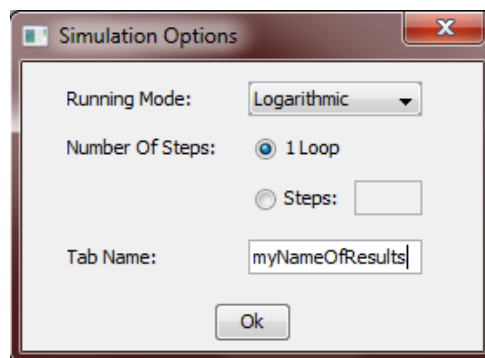 Simulation Options
Running Mode: Logarithmic
Number Of Steps: 1 Loop
Steps:
Tab Name: myNameOfResults
Ok